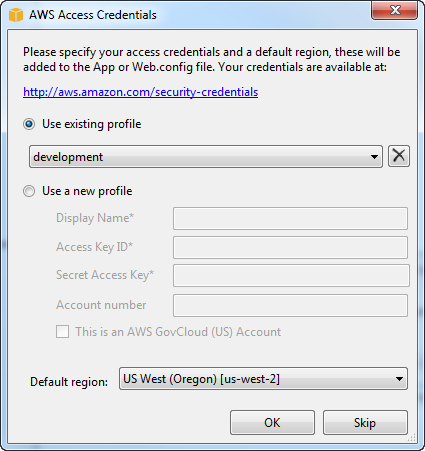 AWS Access Credentials
Please specify your access credentials and a default region, these will be
added to the App or Web.config file. Your credentials are available at:
http://aws.amazon.com/security-credentials
Use existing profile
development
Use a new profile
Display Name*
Access Key ID*
Secret Access Key*
Account number
This is an AWS GovCloud (US) Account
Default region: US West (Oregon) [us-west-2]
OK Skip